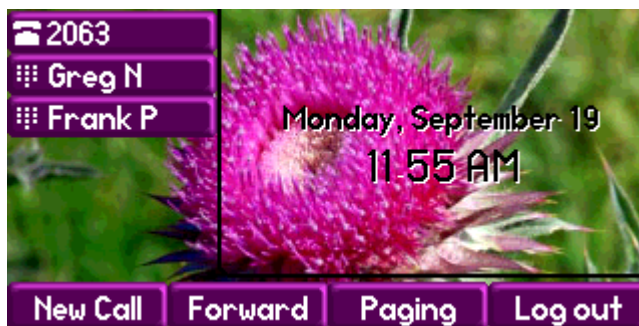 2063
Greg N
Frank P
Monday, September 19
11:55 AM
New Call
Forward
Paging
Log out